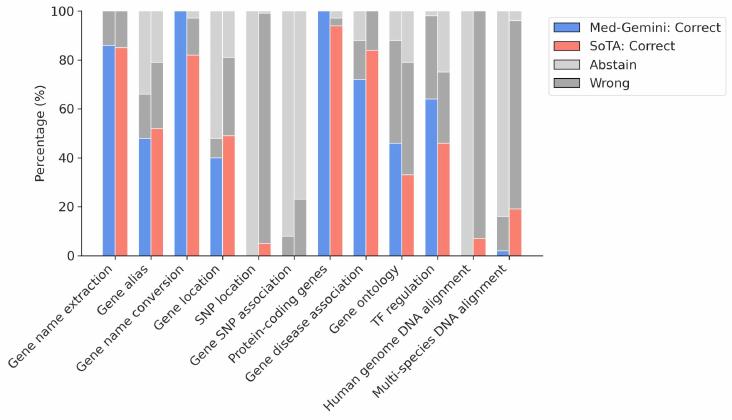 100
80
60
40
20
0
Percentage (%)
Med-Gemini: Correct
SoTA: Correct
Abstain
Wrong
Gene name extraction
Gene alias
Gene name conversion
Gene location
SNP location
Gene SNP association
Protein-coding genes
Gene disease association
Gene ontology
TF regulation
Human genome DNA alignment
Multi-species DNA alignment